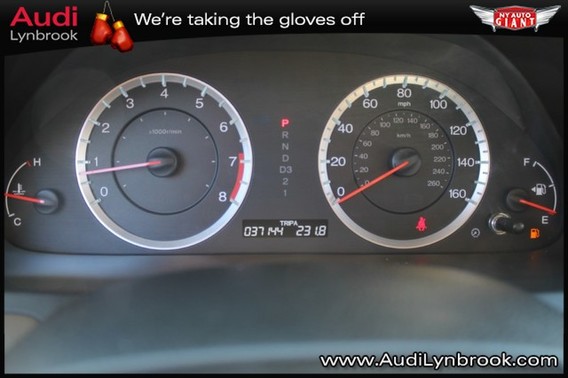 Audi
Lynbrook
We're taking the gloves off
NY AUTO
GIANT
H
C
x1000r/min
0
1
2
3
4
5
6
7
8
P
R
N
D
D3
2
1
mph
0
20
40
60
80
100
120
140
160
km/h
TRIP A
037144 231.8
F
E
www.AudiLynbrook.com